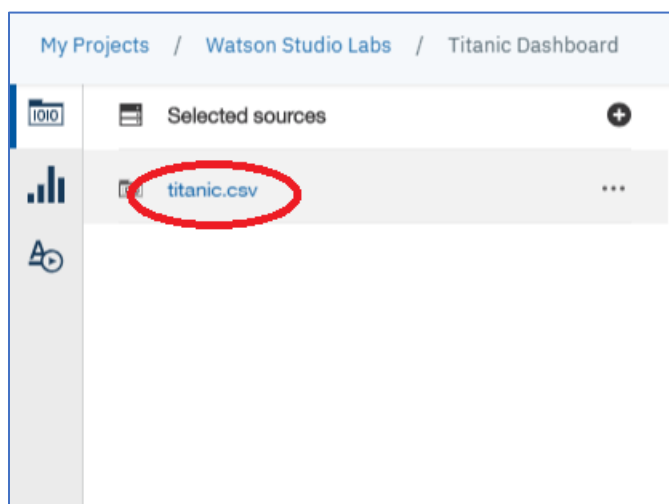 My Projects / Watson Studio Labs / Titanic Dashboard
1010
Selected sources
titanic.csv